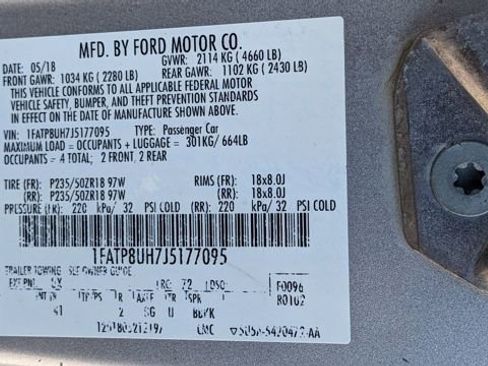 MFD. BY FORD MOTOR CO.
DATE: 05/18 GVWR: 2114 KG ( 4660 LB)
FRONT GAWR: 1034 KG ( 2280 LB) REAR GAWR: 1102 KG ( 2430 LB)
THIS VEHICLE CONFORMS TO ALL APPLICABLE FEDERAL MOTOR
VEHICLE SAFETY, BUMPER, AND THEFT PREVENTION STANDARDS
IN EFFECT ON THE DATE OF MANUFACTURE SHOWN ABOVE.
VIN: 1FATP8UH7J5177095 TYPE: Passenger Car
MAXIMUM LOAD = OCCUPANTS + LUGGAGE = 301KG/ 664LB
OCCUPANTS = 4 TOTAL; 2 FRONT, 2 REAR
TIRE (FR): P235/50ZR18 97W RIMS (FR): 18x8.0J
(RR): P235/50ZR18 97W (RR): 18x8.0J
PRESSURE (FR): 220 kPa/ 32 PSI COLD (RR): 220 kPa/ 32 PSI COLD
1FATP8UH7J5177095
TRAILER TOWING OWNER GUIDE
EXT PNT: UX RC: 72 F0096